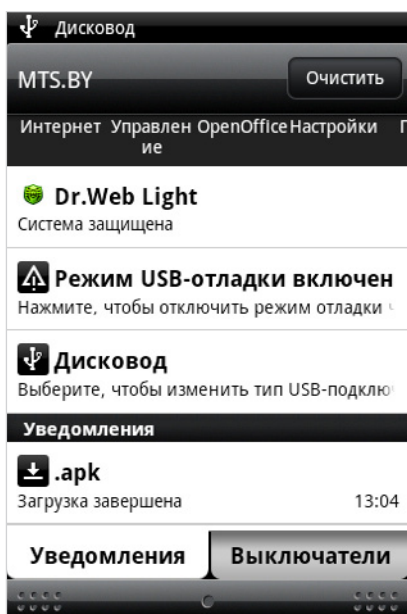 Дисковод
MTS.BY
Очистить
Интернет Управлен OpenOffice Настройки
ие
Dr.Web Light
Система защищена
Режим USB-отладки включен
Нажмите, чтобы отключить режим отладки
Дисковод
Выберите, чтобы изменить тип USB-подклю
Уведомления
.apk
Загрузка завершена 13:04
Уведомления Выключатели